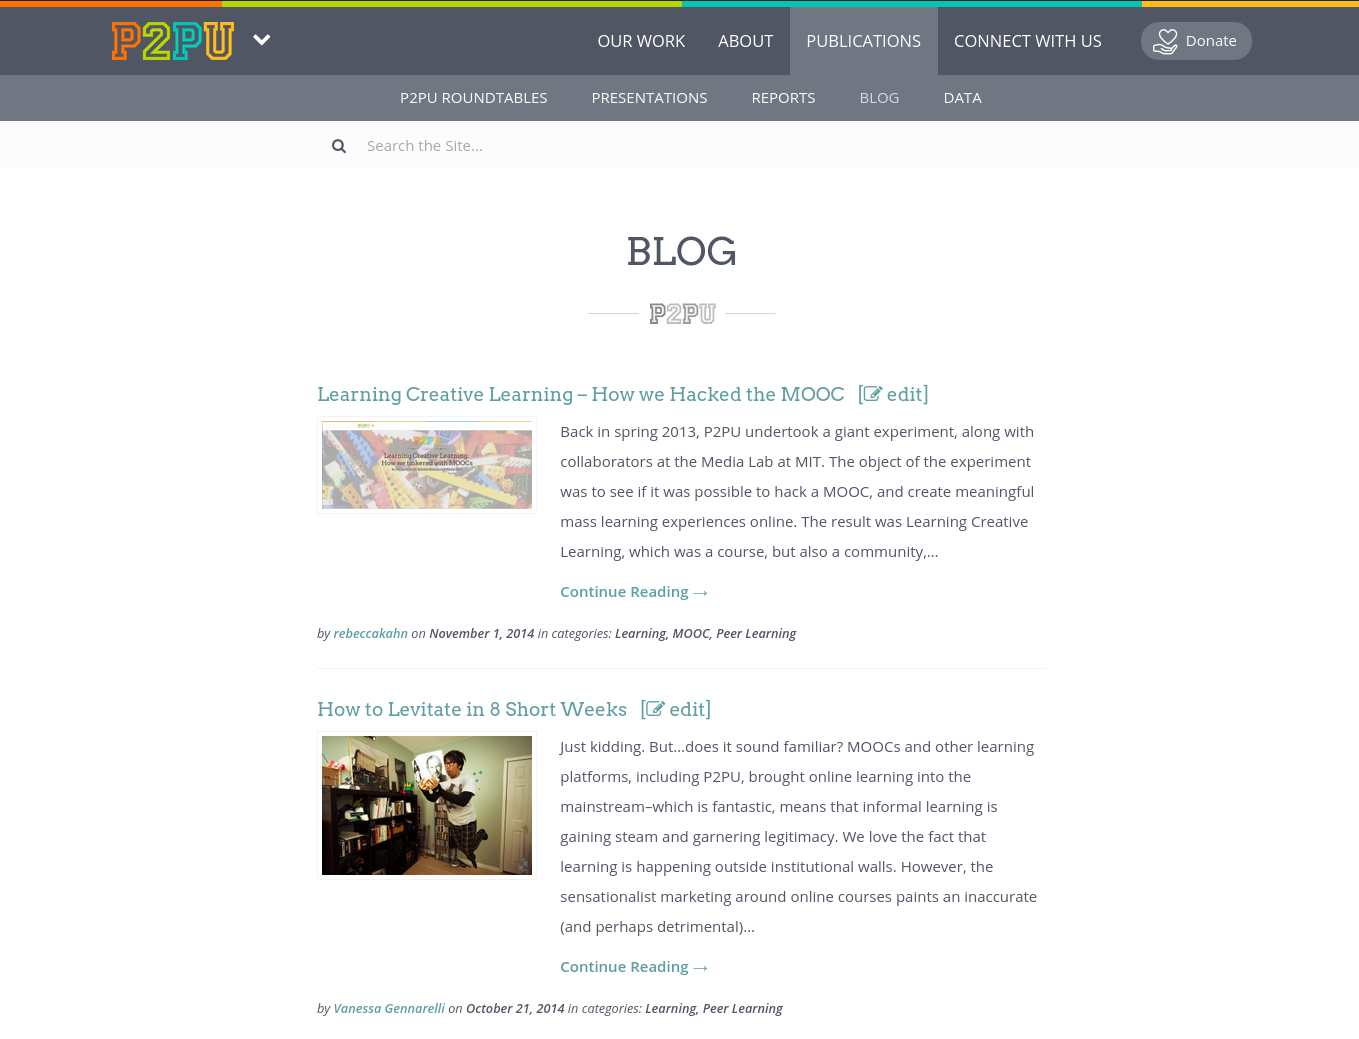 P2PU
OUR WORK ABOUT PUBLICATIONS CONNECT WITH US Donate
P2PU ROUNDTABLES PRESENTATIONS REPORTS BLOG DATA
Search the Site...
BLOG
P2PU
Learning Creative Learning – How we Hacked the MOOC [ edit]
P2PU
Learning Creative Learning:
How we tinkered with MOOCs
Back in spring 2013, P2PU undertook a giant experiment, along with
collaborators at the Media Lab at MIT. The object of the experiment
was to see if it was possible to hack a MOOC, and create meaningful
mass learning experiences online. The result was Learning Creative
Learning, which was a course, but also a community,...
Continue Reading →
by rebeccakahn on November 1, 2014 in categories: Learning, MOOC, Peer Learning
How to Levitate in 8 Short Weeks [ edit]
Just kidding. But...does it sound familiar? MOOCs and other learning
platforms, including P2PU, brought online learning into the
mainstream–which is fantastic, means that informal learning is
gaining steam and garnering legitimacy. We love the fact that
learning is happening outside institutional walls. However, the
sensationalist marketing around online courses paints an inaccurate
(and perhaps detrimental)...
Continue Reading →
by Vanessa Gennarelli on October 21, 2014 in categories: Learning, Peer Learning